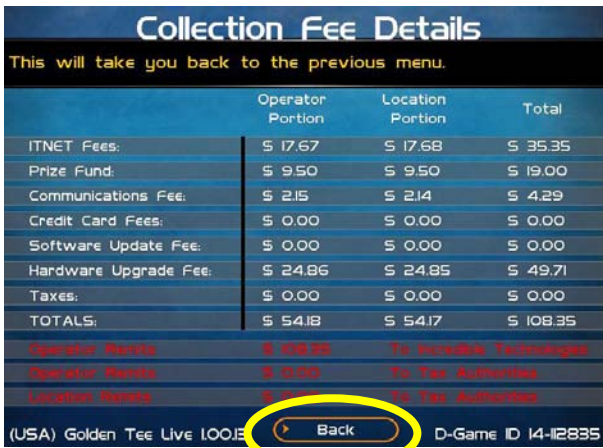 Collection Fee Details
This will take you back to the previous menu.
Operator Portion Location Portion Total
ITNET Fees: $ 17.67 $ 17.68 $ 35.35
Prize Fund: $ 9.50 $ 9.50 $ 19.00
Communications Fee: $ 2.15 $ 2.14 $ 4.29
Credit Card Fees: $ 0.00 $ 0.00 $ 0.00
Software Update Fee: $ 0.00 $ 0.00 $ 0.00
Hardware Upgrade Fee: $ 24.86 $ 24.85 $ 49.71
Taxes: $ 0.00 $ 0.00 $ 0.00
TOTALS: $ 54.18 $ 54.17 $ 108.35
Operator Remits $ 108.35 To Incredible Technologies
Operator Remits $ 0.00 To Tax Authorities
Location Remits To Tax Authorities
(USA) Golden Tee Live 1.00.13 Back D-Game ID 14-112835